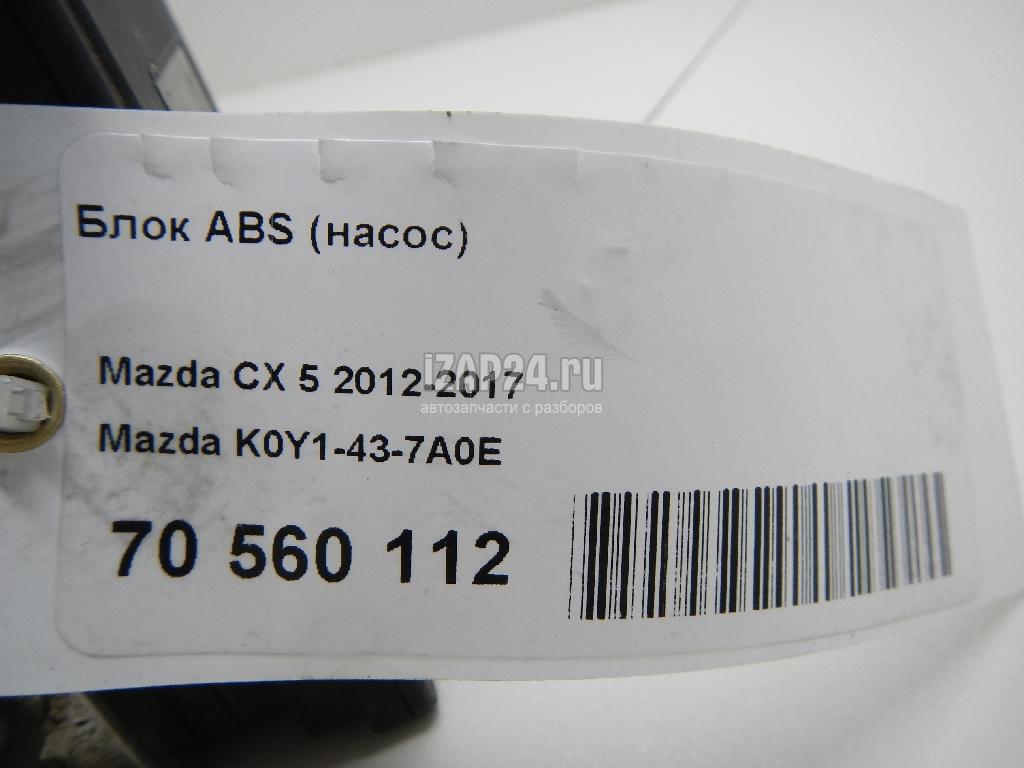 Блок ABS (насос)
Mazda CX 5 2012-2017
iZAP24.ru
автозапчасти с разборов
Mazda K0Y1-43-7A0E
70 560 112